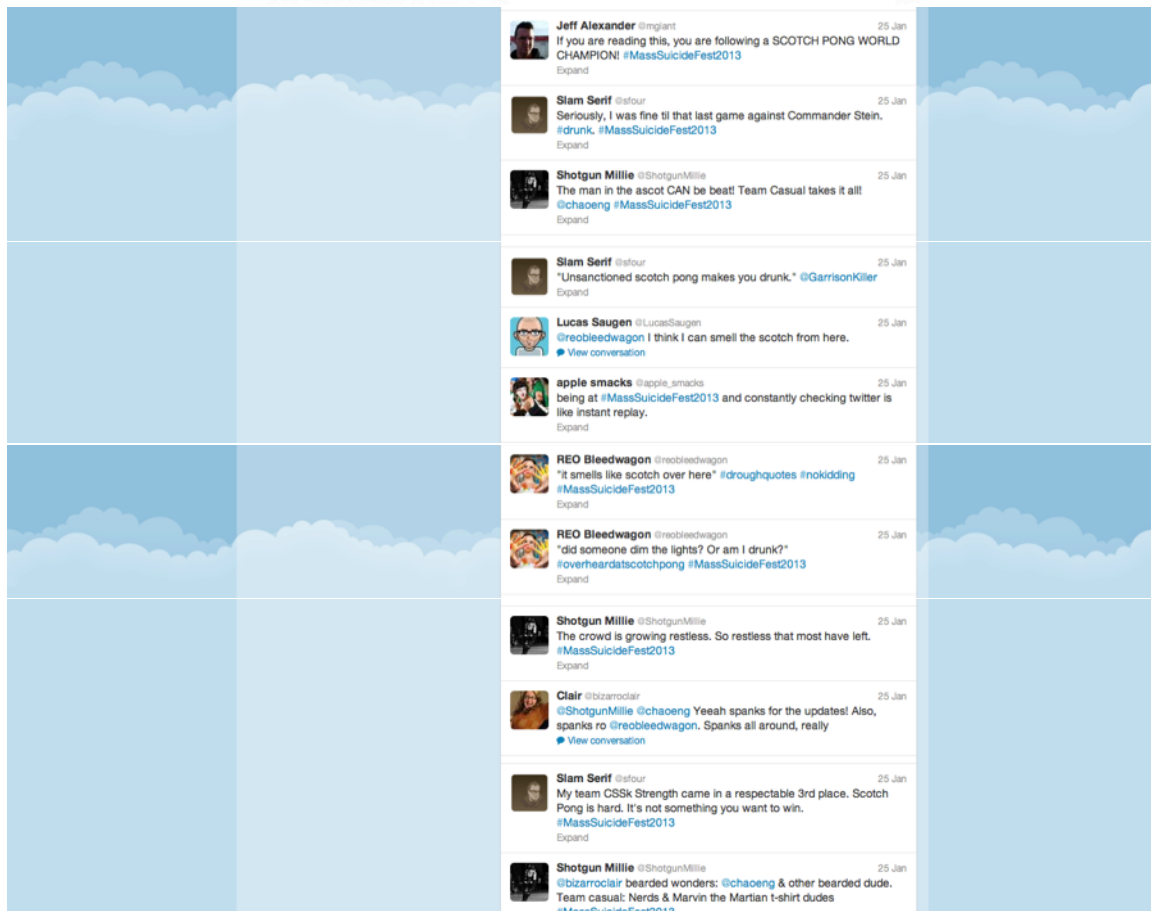 Jeff Alexander @mgiant 25 Jan
If you are reading this, you are following a SCOTCH PONG WORLD
CHAMPION! #MassSuicideFest2013
Expand
Slam Serif @sfour 25 Jan
Seriously, I was fine til that last game against Commander Stein.
#drunk. #MassSuicideFest2013
Expand
Shotgun Millie @ShotgunMillie 25 Jan
The man in the ascot CAN be beat! Team Casual takes it all!
@chaoeng #MassSuicideFest2013
Expand
Slam Serif @sfour 25 Jan
"Unsanctioned scotch pong makes you drunk." @GarrisonKiller
Expand
Lucas Saugen @LucasSaugen 25 Jan
@reobleedwagon I think I can smell the scotch from here.
View conversation
apple smacks @apple_smacks 25 Jan
being at #MassSuicideFest2013 and constantly checking twitter is
like instant replay.
Expand
REO Bleedwagon @reobleedwagon 25 Jan
"it smells like scotch over here" #droughquotes #nokidding
#MassSuicideFest2013
Expand
REO Bleedwagon @reobleedwagon 25 Jan
"did someone dim the lights? Or am I drunk?"
#overheardatscotchpong #MassSuicideFest2013
Expand
Shotgun Millie @ShotgunMillie 25 Jan
The crowd is growing restless. So restless that most have left.
#MassSuicideFest2013
Expand
Clair @bizarroclair 25 Jan
@ShotgunMillie @chaoeng Yeeah spanks for the updates! Also,
spanks ro @reobleedwagon. Spanks all around, really
View conversation
Slam Serif @sfour 25 Jan
My team CSSk Strength came in a respectable 3rd place. Scotch
Pong is hard. It's not something you want to win.
#MassSuicideFest2013
Expand
Shotgun Millie @ShotgunMillie 25 Jan
@bizarroclair bearded wonders: @chaoeng & other bearded dude.
Team casual: Nerds & Marvin the Martian t-shirt dudes
#MassSuicideFest2013